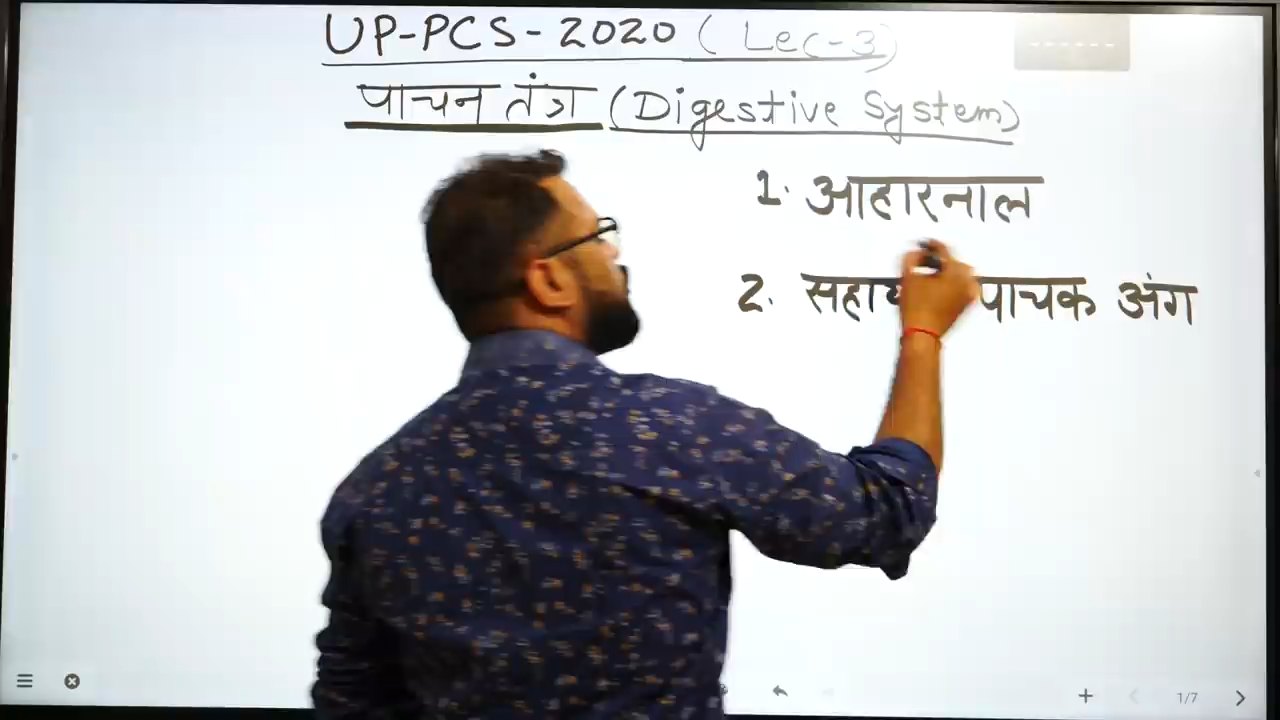 UP-PCS-2020 (Lec-3)
पाचन तंत्र (Digestive System)
1. आहारनाल
2. पाचक अंग
1/7